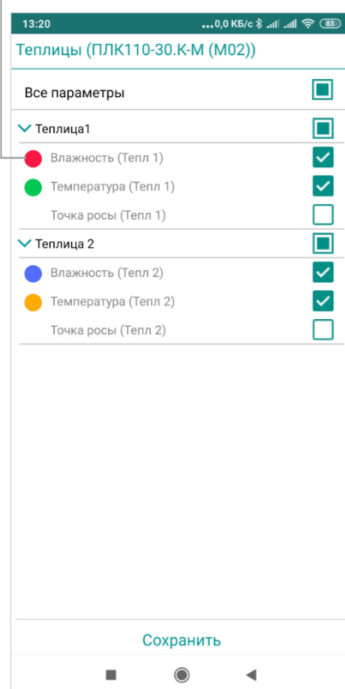 13:20 ...0,0 КБ/с 83
Теплицы (ПЛК110-30.К-М (М02))
Все параметры
Теплица1
Влажность (Тепл 1)
Температура (Тепл 1)
Точка росы (Тепл 1)
Теплица 2
Влажность (Тепл 2)
Температура (Тепл 2)
Точка росы (Тепл 2)
Сохранить